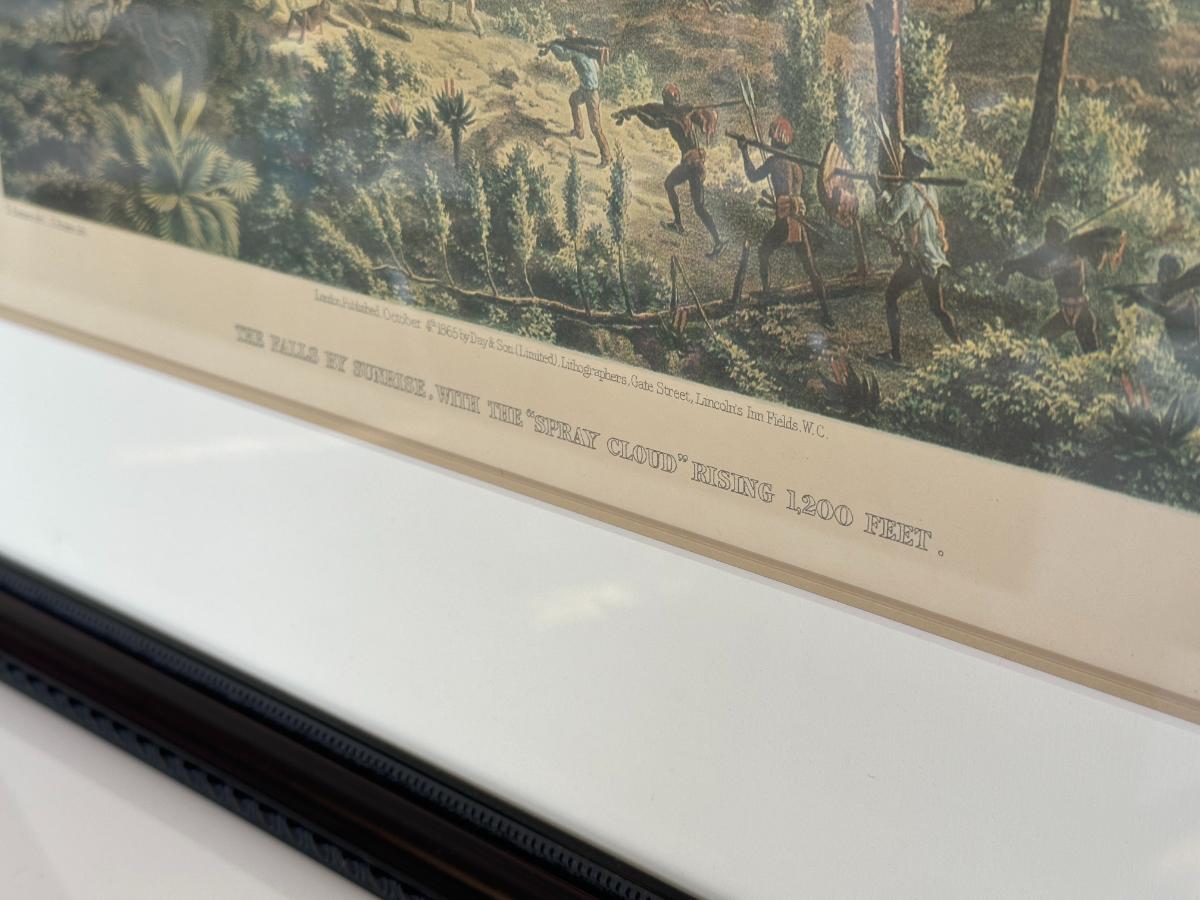 London, Published, October 4th 1865 by Day & Son (Limited), Lithographers, Gate Street, Lincoln's Inn Fields. W.C.
THE FALLS BY SUNRISE, WITH THE "SPRAY CLOUD" RISING 1,200 FEET.